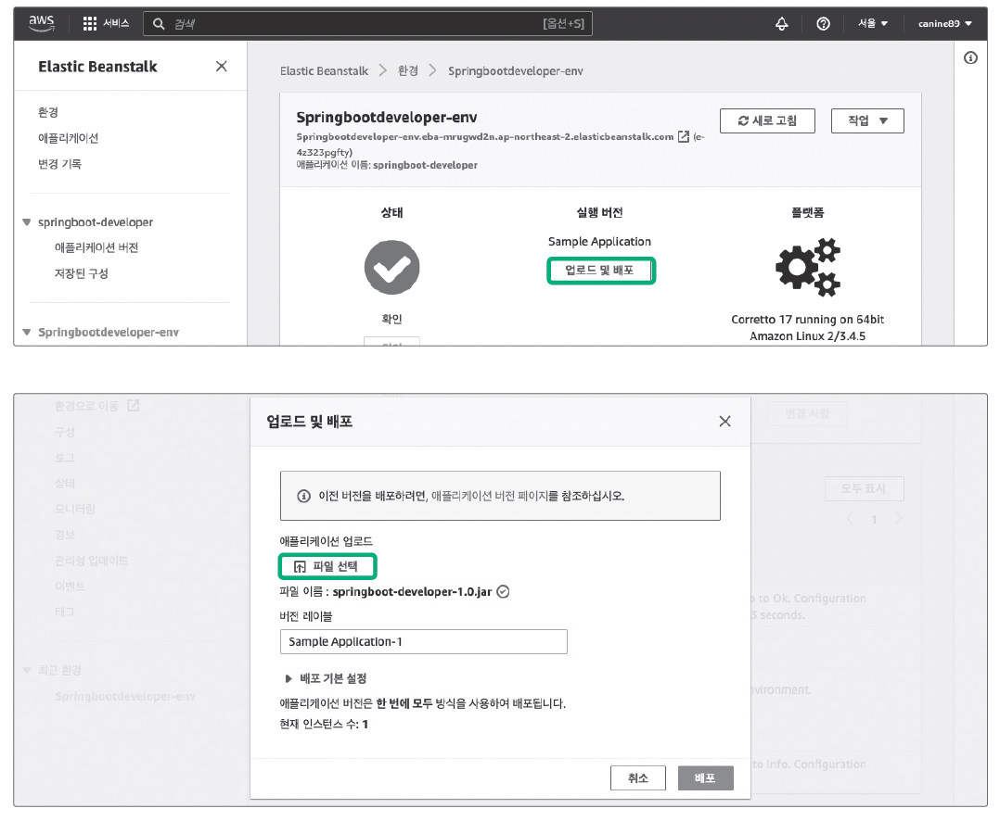 aws
서비스
검색
[옵션+S]
서울 ▼
canine89 ▼
Elastic Beanstalk
환경
애플리케이션
변경 기록
▼ springboot-developer
애플리케이션 버전
저장된 구성
▼ Springbootdeveloper-env
Elastic Beanstalk > 환경 > Springbootdeveloper-env
Springbootdeveloper-env
새로 고침
작업 ▼
Springbootdeveloper-env.eba-mrugwd2n.ap-northeast-2.elasticbeanstalk.com (e-
4z323pgfty)
애플리케이션 이름: springboot-developer
상태
확인
실행 버전
Sample Application
업로드 및 배포
플랫폼
Corretto 17 running on 64bit
Amazon Linux 2/3.4.5
환경으로 이동
구성
로그
상태
모니터링
경보
관리형 업데이트
이벤트
태그
▼ 최근 환경
Springbootdeveloper-env
업로드 및 배포
이전 버전을 배포하려면, 애플리케이션 버전 페이지를 참조하십시오.
애플리케이션 업로드
파일 선택
파일 이름 : springboot-developer-1.0.jar
버전 레이블
Sample Application-1
▶ 배포 기본 설정
애플리케이션 버전은 한 번에 모두 방식을 사용하여 배포됩니다.
현재 인스턴스 수: 1
취소
배포
변경 사항
모두 표시
< 1 >
to Ok. Configuration
3 seconds.
vironment.
to Info. Configuration